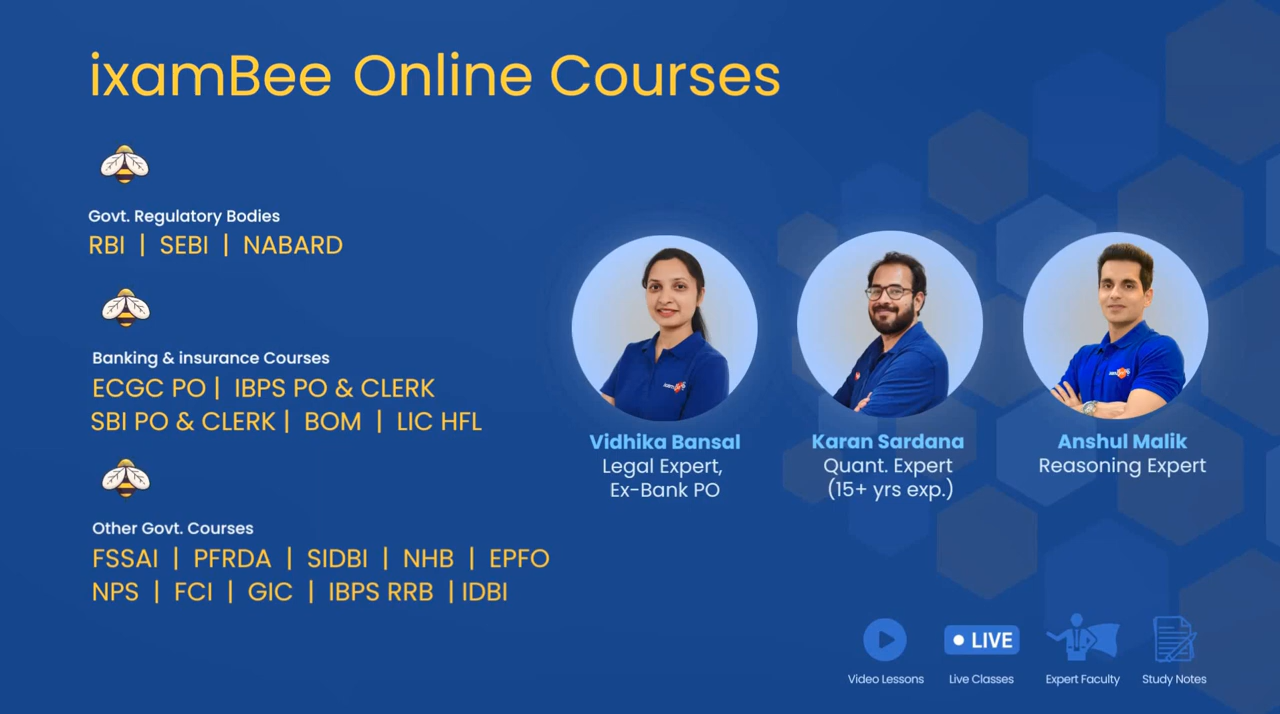 ixamBee Online Courses
Govt. Regulatory Bodies
RBI | SEBI | NABARD
Banking & insurance Courses
ECGC PO | IBPS PO & CLERK
SBI PO & CLERK | BOM | LIC HFL
Other Govt. Courses
FSSAI | PFRDA | SIDBI | NHB | EPFO
NPS | FCI | GIC | IBPS RRB | IDBI
Vidhika Bansal
Legal Expert,
Ex-Bank PO
Karan Sardana
Quant. Expert
(15+ yrs exp.)
Anshul Malik
Reasoning Expert
LIVE
Video Lessons
Live Classes
Expert Faculty
Study Notes